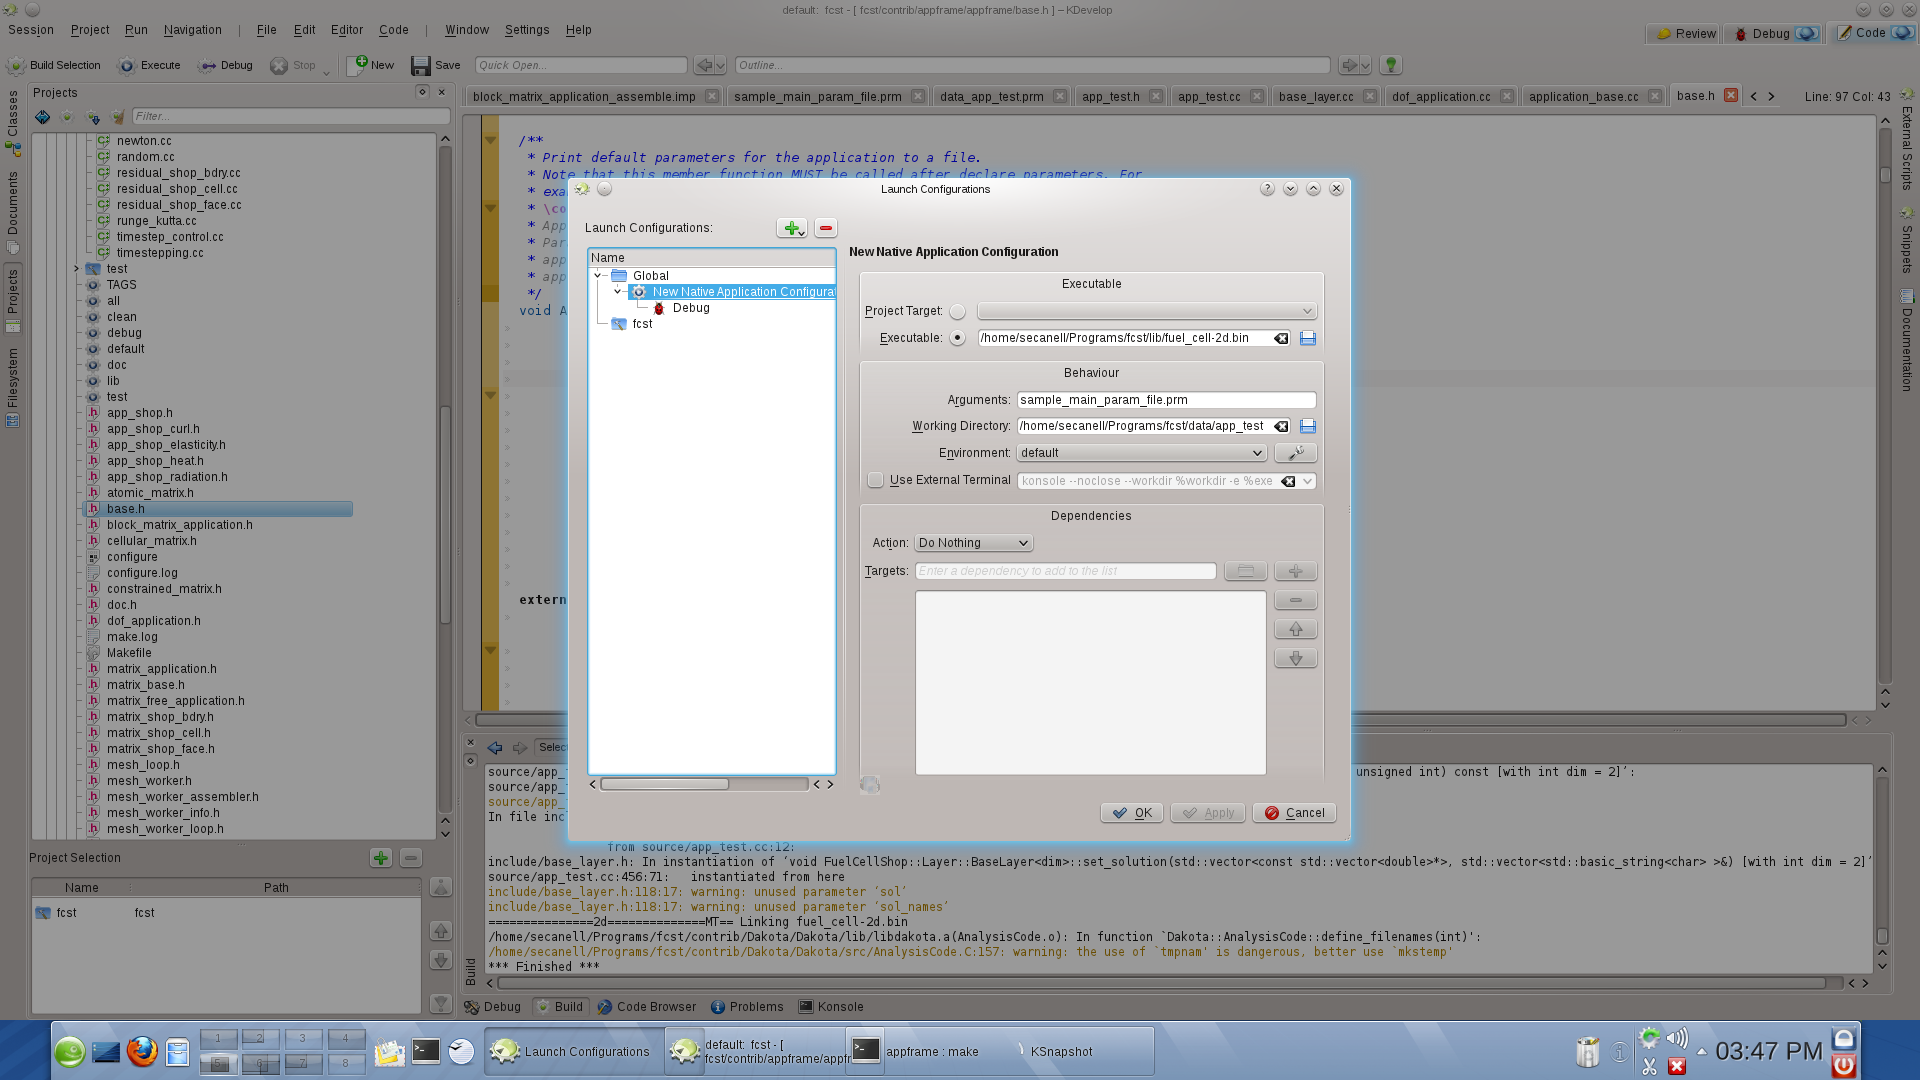 default: fcst - [ fcst/contrib/appframe/appframe/base.h ] – KDevelop
Session Project Run Navigation | File Edit Editor Code | Window Settings Help
Review Debug Code
Build Selection Execute Debug Stop New Save Quick Open... Outline...
Projects
block_matrix_application_assemble.imp sample_main_param_file.prm data_app_test.prm app_test.h app_test.cc base_layer.cc dof_application.cc application_base.cc base.h Line: 97 Col: 43
Filter...
Classes
Documents
Projects
Filesystem
External Scripts
Snippets
Documentation
newton.cc
random.cc
residual_shop_bdry.cc
residual_shop_cell.cc
residual_shop_face.cc
runge_kutta.cc
timestep_control.cc
timestepping.cc
test
TAGS
all
clean
debug
default
doc
lib
test
app_shop.h
app_shop_curl.h
app_shop_elasticity.h
app_shop_heat.h
app_shop_radiation.h
atomic_matrix.h
base.h
block_matrix_application.h
cellular_matrix.h
configure
configure.log
constrained_matrix.h
doc.h
dof_application.h
make.log
Makefile
matrix_application.h
matrix_base.h
matrix_free_application.h
matrix_shop_bdry.h
matrix_shop_cell.h
matrix_shop_face.h
mesh_loop.h
mesh_worker.h
mesh_worker_assembler.h
mesh_worker_info.h
mesh_worker_loop.h
Project Selection
Name Path
fcst fcst
/**
* Print default parameters for the application to a file.
* Note that this member function MUST be called after declare_parameters. For
* exa
* \co
* App
* Par
* app
* app
*/
void A
extern
Launch Configurations
Launch Configurations:
Name
Global
New Native Application Configurat
Debug
fcst
New Native Application Configuration
Executable
Project Target:
Executable: /home/secanell/Programs/fcst/lib/fuel_cell-2d.bin
Behaviour
Arguments: sample_main_param_file.prm
Working Directory: /home/secanell/Programs/fcst/data/app_test
Environment: default
Use External Terminal konsole --noclose --workdir %workdir -e %exe
Dependencies
Action: Do Nothing
Targets: Enter a dependency to add to the list
OK Apply Cancel
Selec
Build
source/app_t unsigned int) const [with int dim = 2]’:
source/app_t
source/app_
In file incl
from source/app_test.cc:12:
include/base_layer.h: In instantiation of ‘void FuelCellShop::Layer::BaseLayer<dim>::set_solution(std::vector<const std::vector<double>*>, std::vector<std::basic_string<char> >&) [with int dim = 2]’
source/app_test.cc:456:71: instantiated from here
include/base_layer.h:118:17: warning: unused parameter ‘sol’
include/base_layer.h:118:17: warning: unused parameter ‘sol_names’
===============2d==============MT== Linking fuel_cell-2d.bin
/home/secanell/Programs/fcst/contrib/Dakota/Dakota/lib/libdakota.a(AnalysisCode.o): In function `Dakota::AnalysisCode::define_filenames(int)':
/home/secanell/Programs/fcst/contrib/Dakota/Dakota/src/AnalysisCode.C:157: warning: the use of `tmpnam' is dangerous, better use `mkstemp'
*** Finished ***
Debug Build Code Browser Problems Konsole
1 2 3 4
5 6 7 8
Launch Configurations
default: fcst - [
fcst/contrib/appframe/appfr
appframe : make
KSnapshot
03:47 PM